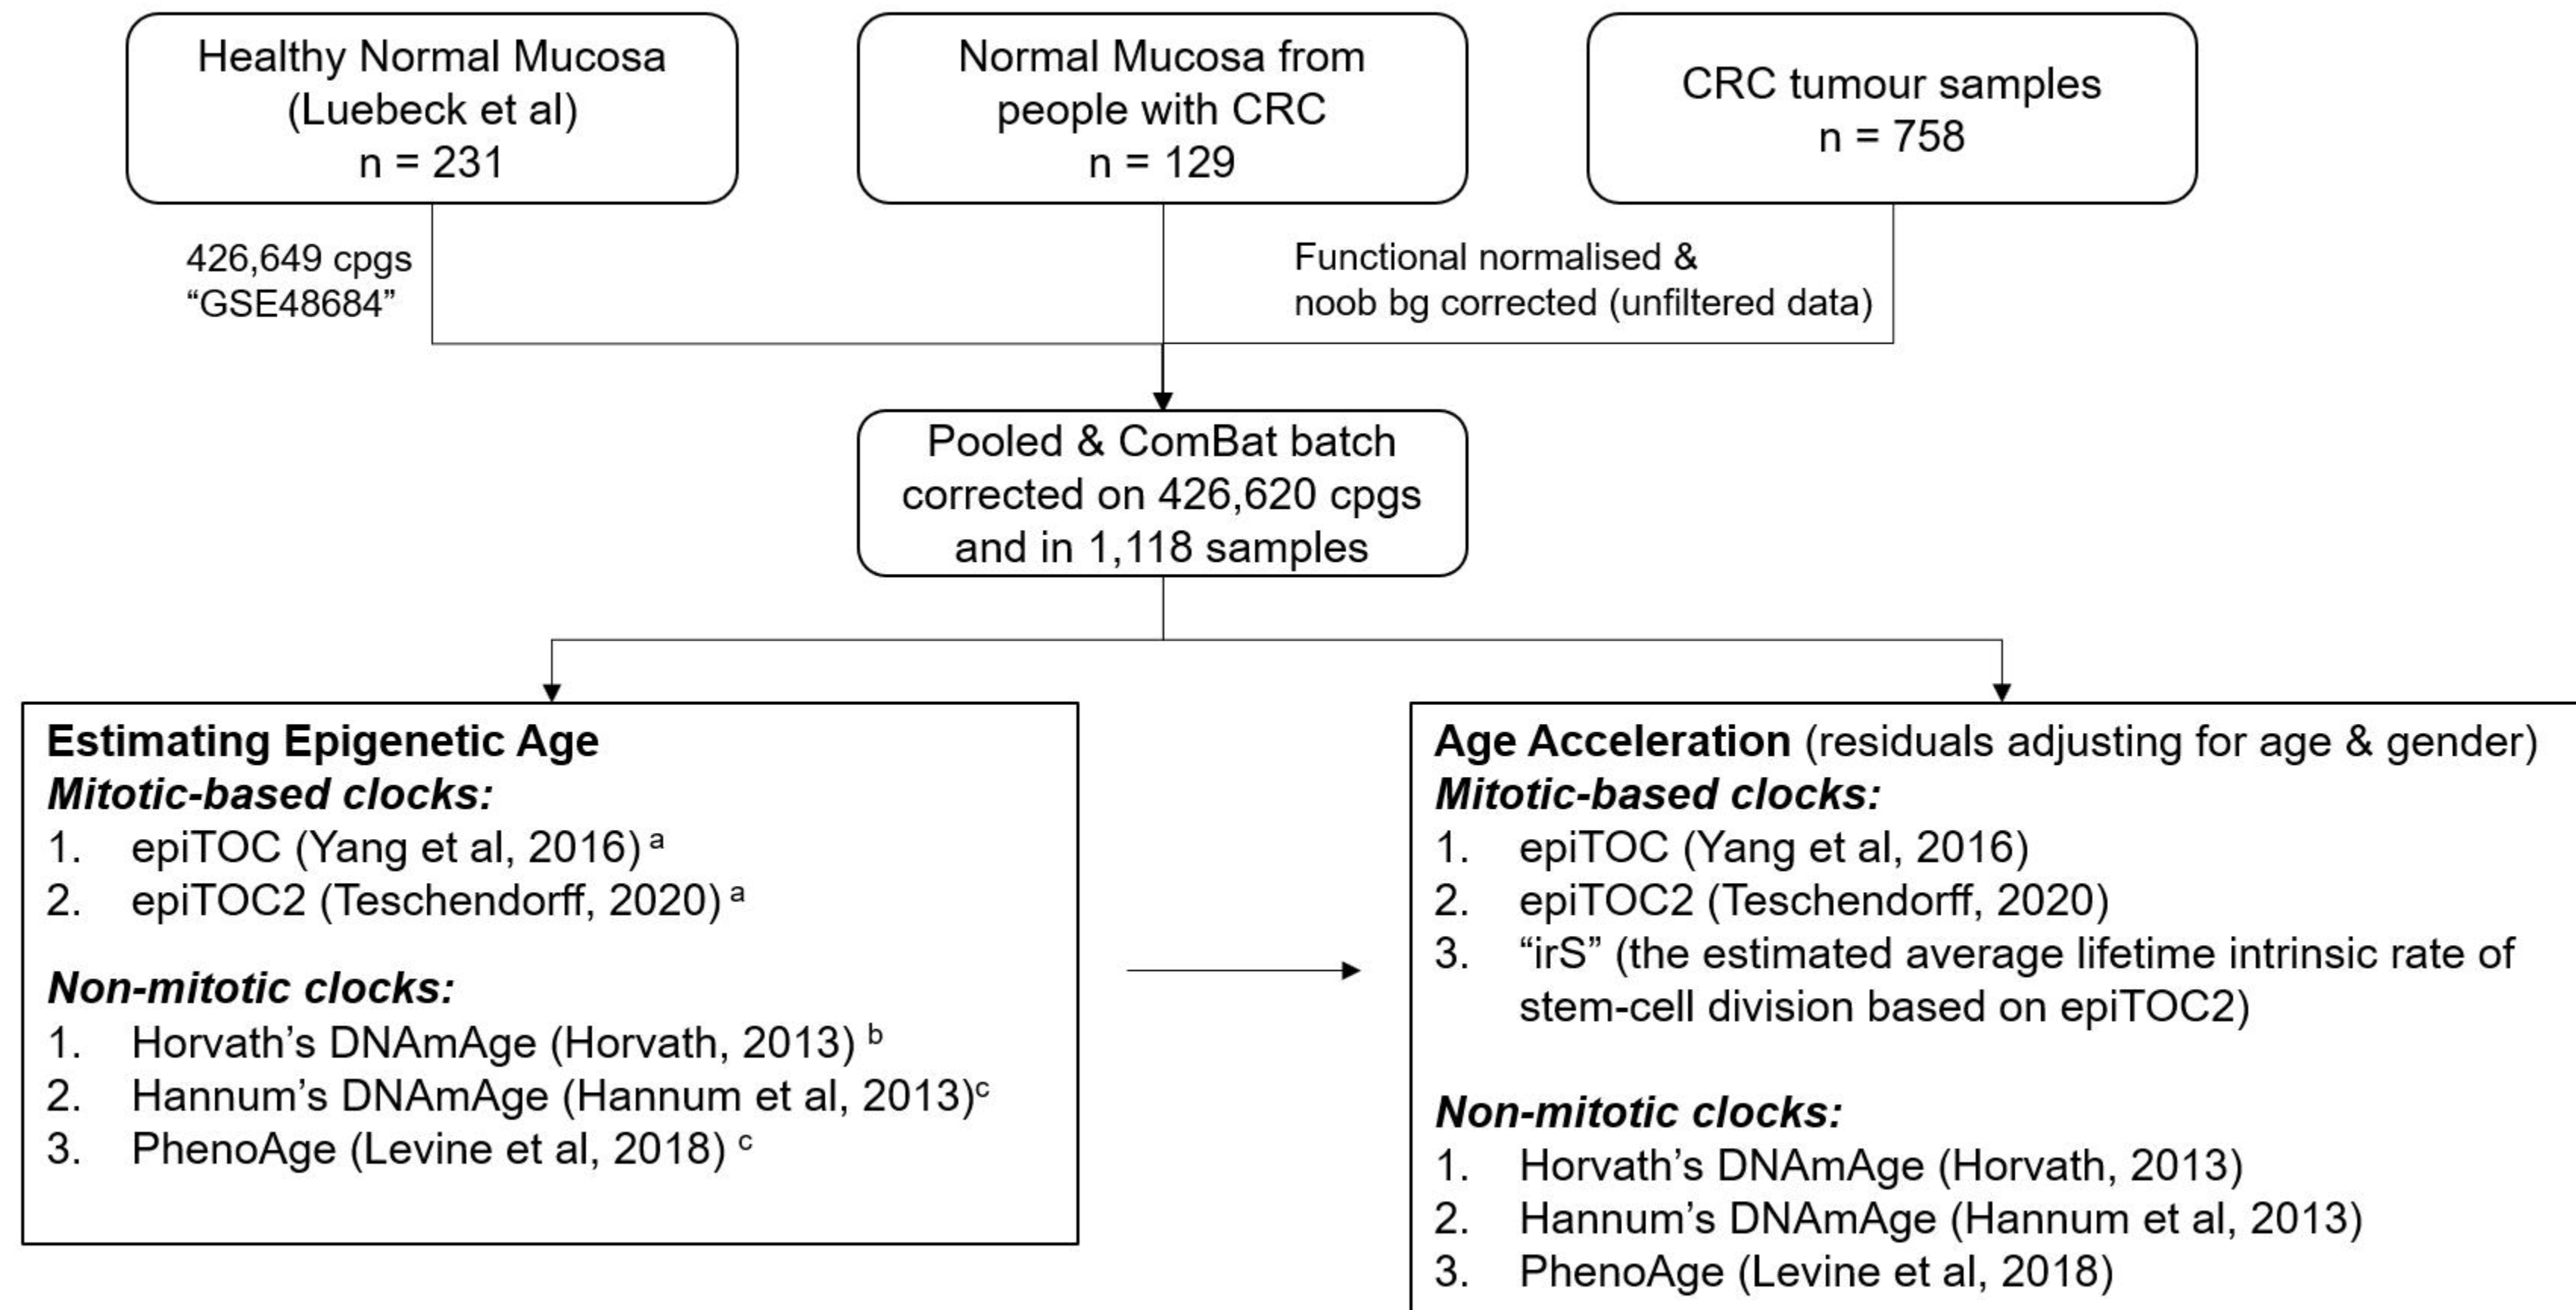 Healthy Normal Mucosa
(Luebeck et al)
n = 231
Normal Mucosa from
people with CRC
n = 129
CRC tumour samples
n = 758
426,649 cpgs
“GSE48684”
Functional normalised &
noob bg corrected (unfiltered data)
Pooled & ComBat batch
corrected on 426,620 cpgs
and in 1,118 samples
Estimating Epigenetic Age
Mitotic-based clocks:
1. epiTOC (Yang et al, 2016) a
2. epiTOC2 (Teschendorff, 2020) a
Non-mitotic clocks:
1. Horvath’s DNAmAge (Horvath, 2013) b
2. Hannum’s DNAmAge (Hannum et al, 2013)c
3. PhenoAge (Levine et al, 2018) c
Age Acceleration (residuals adjusting for age & gender)
Mitotic-based clocks:
1. epiTOC (Yang et al, 2016)
2. epiTOC2 (Teschendorff, 2020)
3. “irS” (the estimated average lifetime intrinsic rate of
stem-cell division based on epiTOC2)
Non-mitotic clocks:
1. Horvath’s DNAmAge (Horvath, 2013)
2. Hannum’s DNAmAge (Hannum et al, 2013)
3. PhenoAge (Levine et al, 2018)